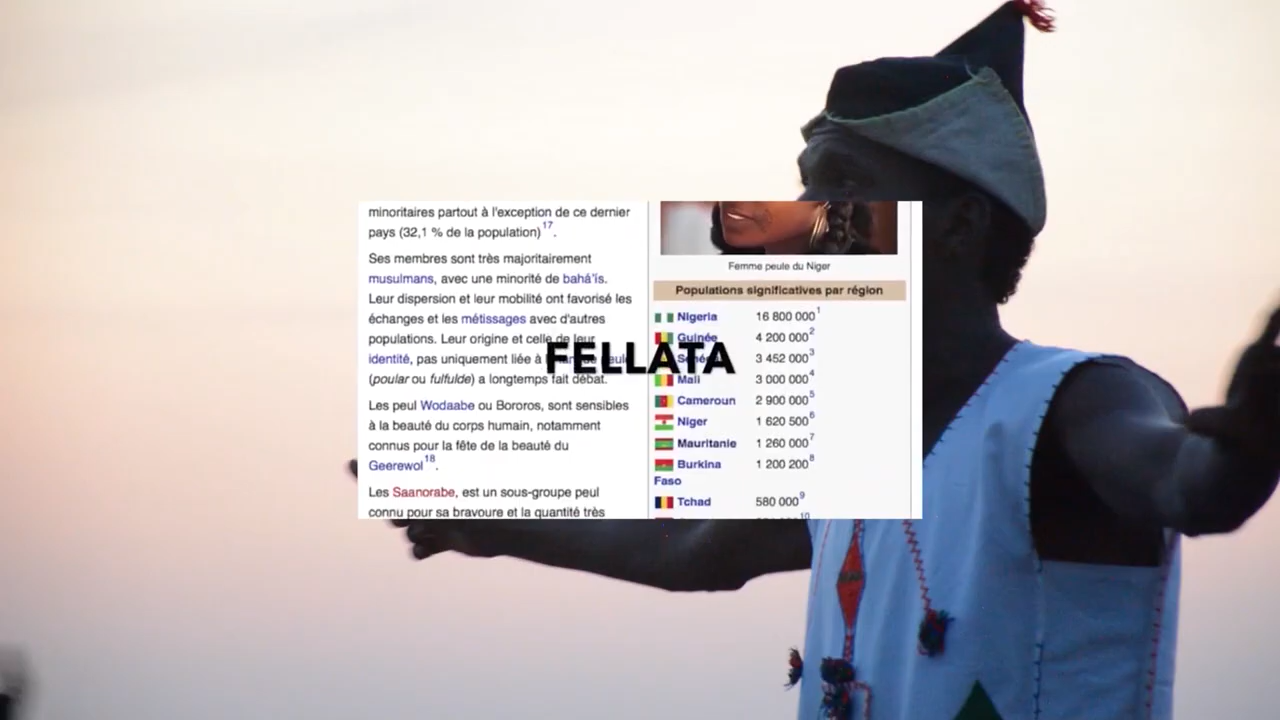 minoritaires partout à l'exception de ce dernier
pays (32,1 % de la population)17.
Ses membres sont très majoritairement
musulmans, avec une minorité de bahá'ís.
Leur dispersion et leur mobilité ont favorisé les
échanges et les métissages avec d'autres
populations. Leur origine et celle de leur
identité, pas uniquement liée à
(poular ou fulfulde) a longtemps fait débat.
Les peul Wodaabe ou Bororos, sont sensibles
à la beauté du corps humain, notamment
connus pour la fête de la beauté du
Geerewol18.
Les Saanorabe, est un sous-groupe peul
connu pour sa bravoure et la quantité très
FELLATA
Femme peule du Niger
Populations significatives par région
Nigeria 16 800 0001
Guinée 4 200 0002
3 452 0003
Mali 3 000 0004
Cameroun 2 900 0005
Niger 1 620 5006
Mauritanie 1 260 0007
Burkina 1 200 2008
Faso
Tchad 580 0009
10